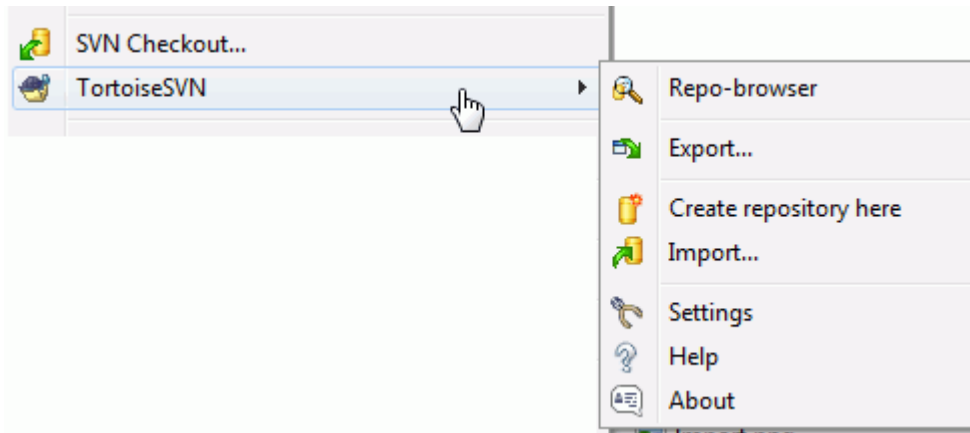 SVN Checkout...
TortoiseSVN
Repo-browser
Export...
Create repository here
Import...
Settings
Help
About